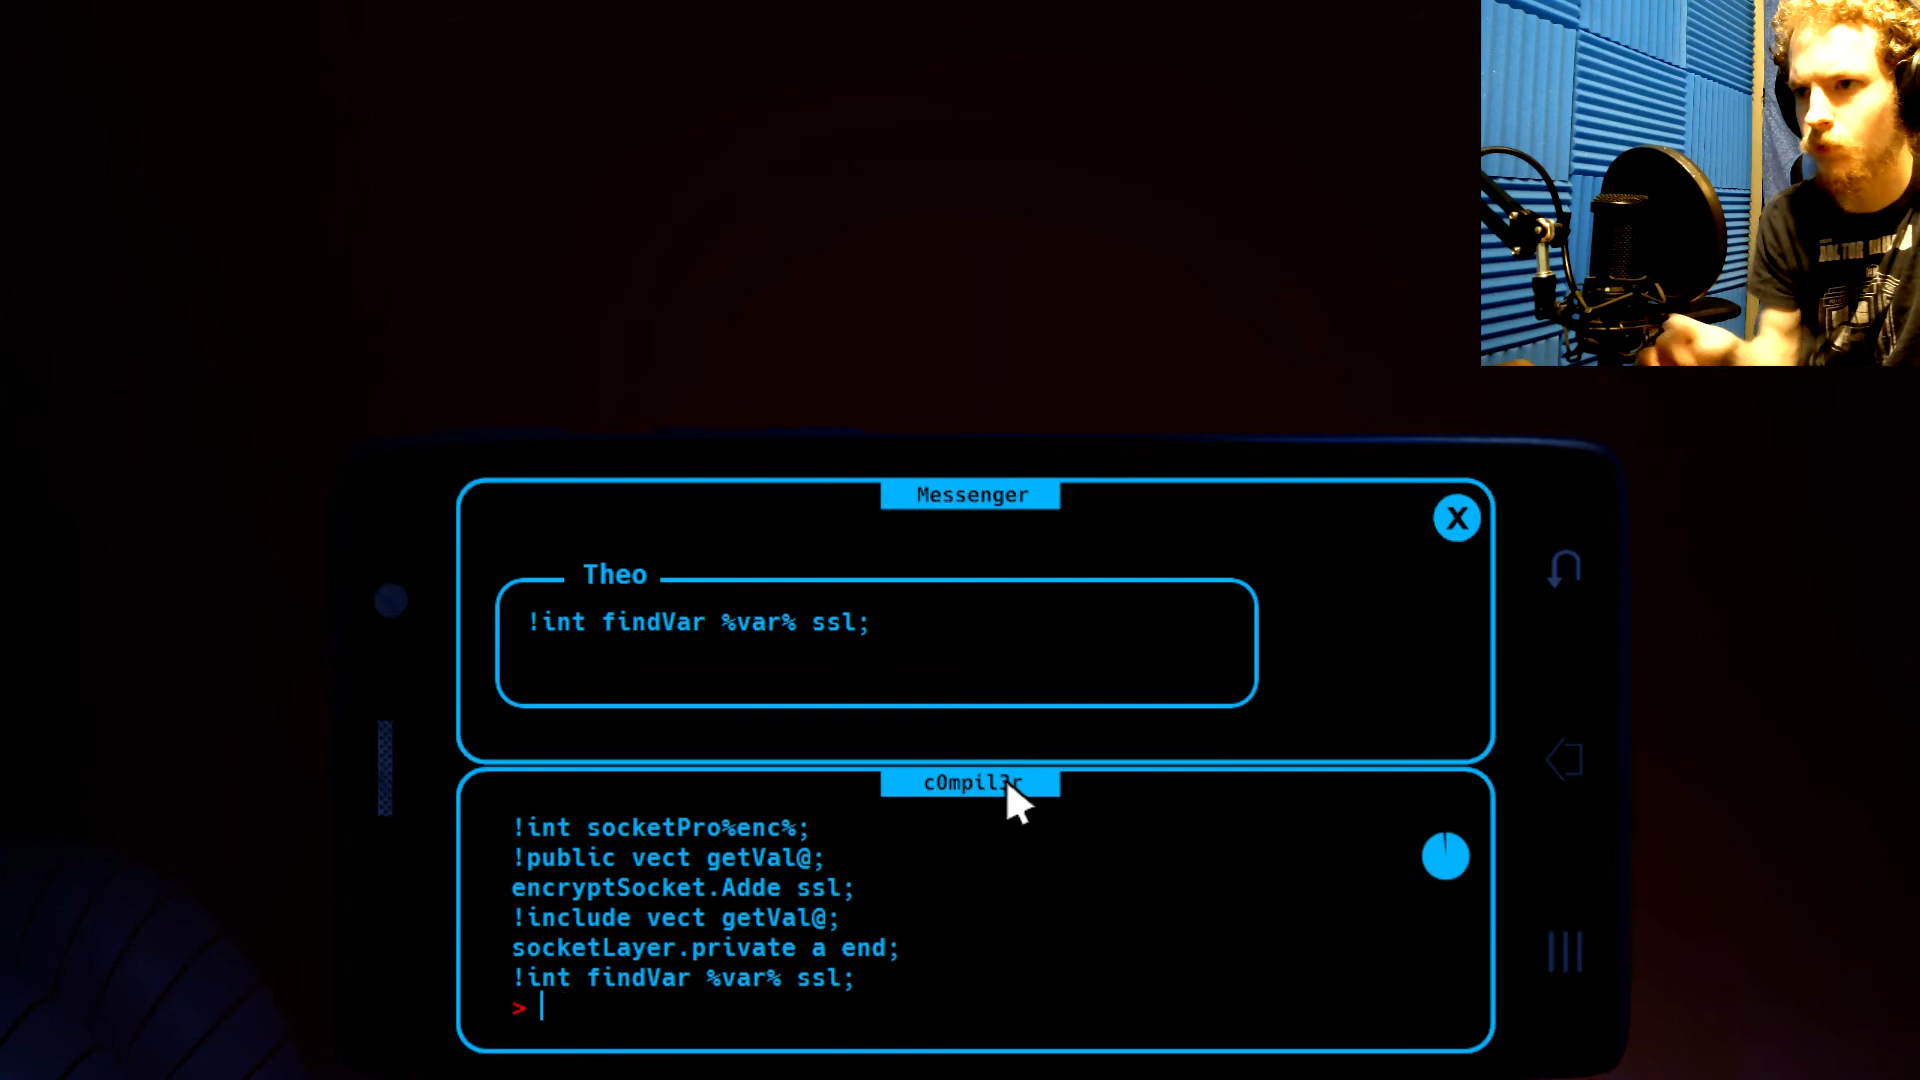 Messenger
X
Theo
!int findVar %var% ssl;
c0mpil3r
!int socketPro%enc%;
!public vect getVal@;
encryptSocket.Adde ssl;
!include vect getVal@;
socketLayer.private a end;
!int findVar %var% ssl;
>
DOCTOR